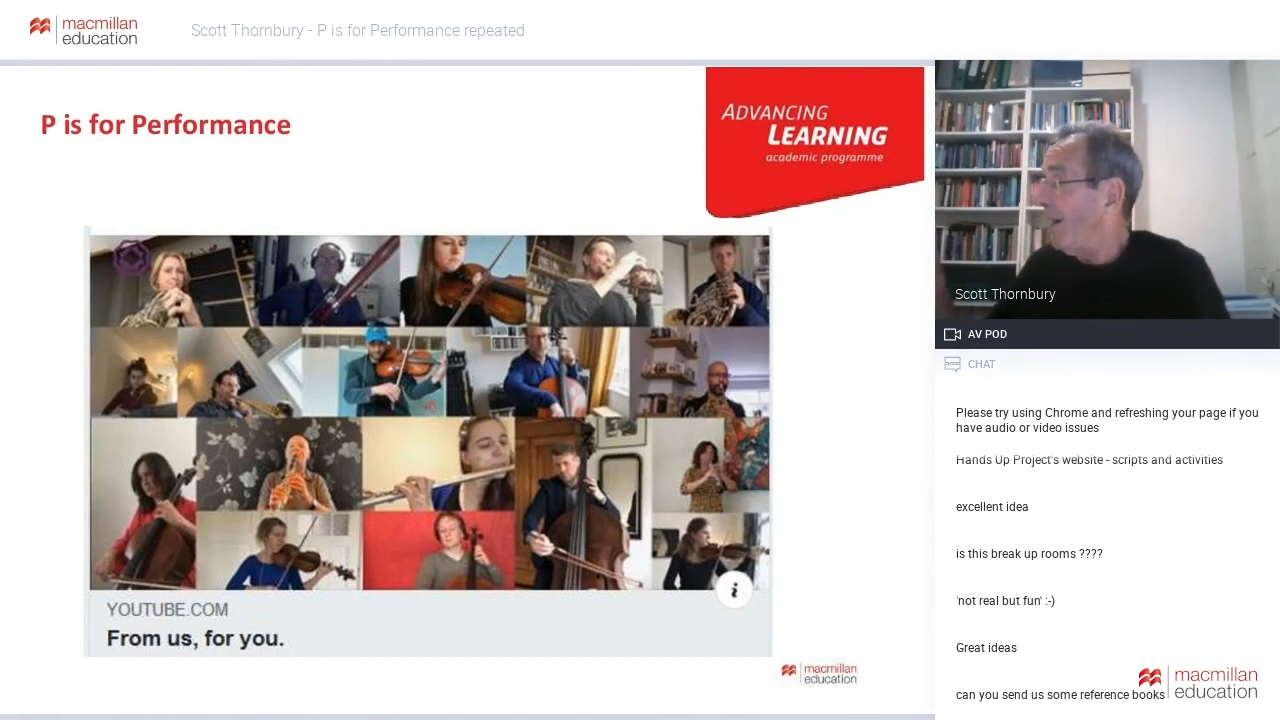 macmillan
education
Scott Thornbury - P is for Performance repeated
P is for Performance
ADVANCING
LEARNING
academic programme
YOUTUBE.COM
From us, for you.
macmillan
education
Scott Thornbury
AV POD
CHAT
Please try using Chrome and refreshing your page if you
have audio or video issues
Hands Up Project's website - scripts and activities
excellent idea
is this break up rooms ????
'not real but fun' :-)
Great ideas
can you send us some reference books
macmillan
education